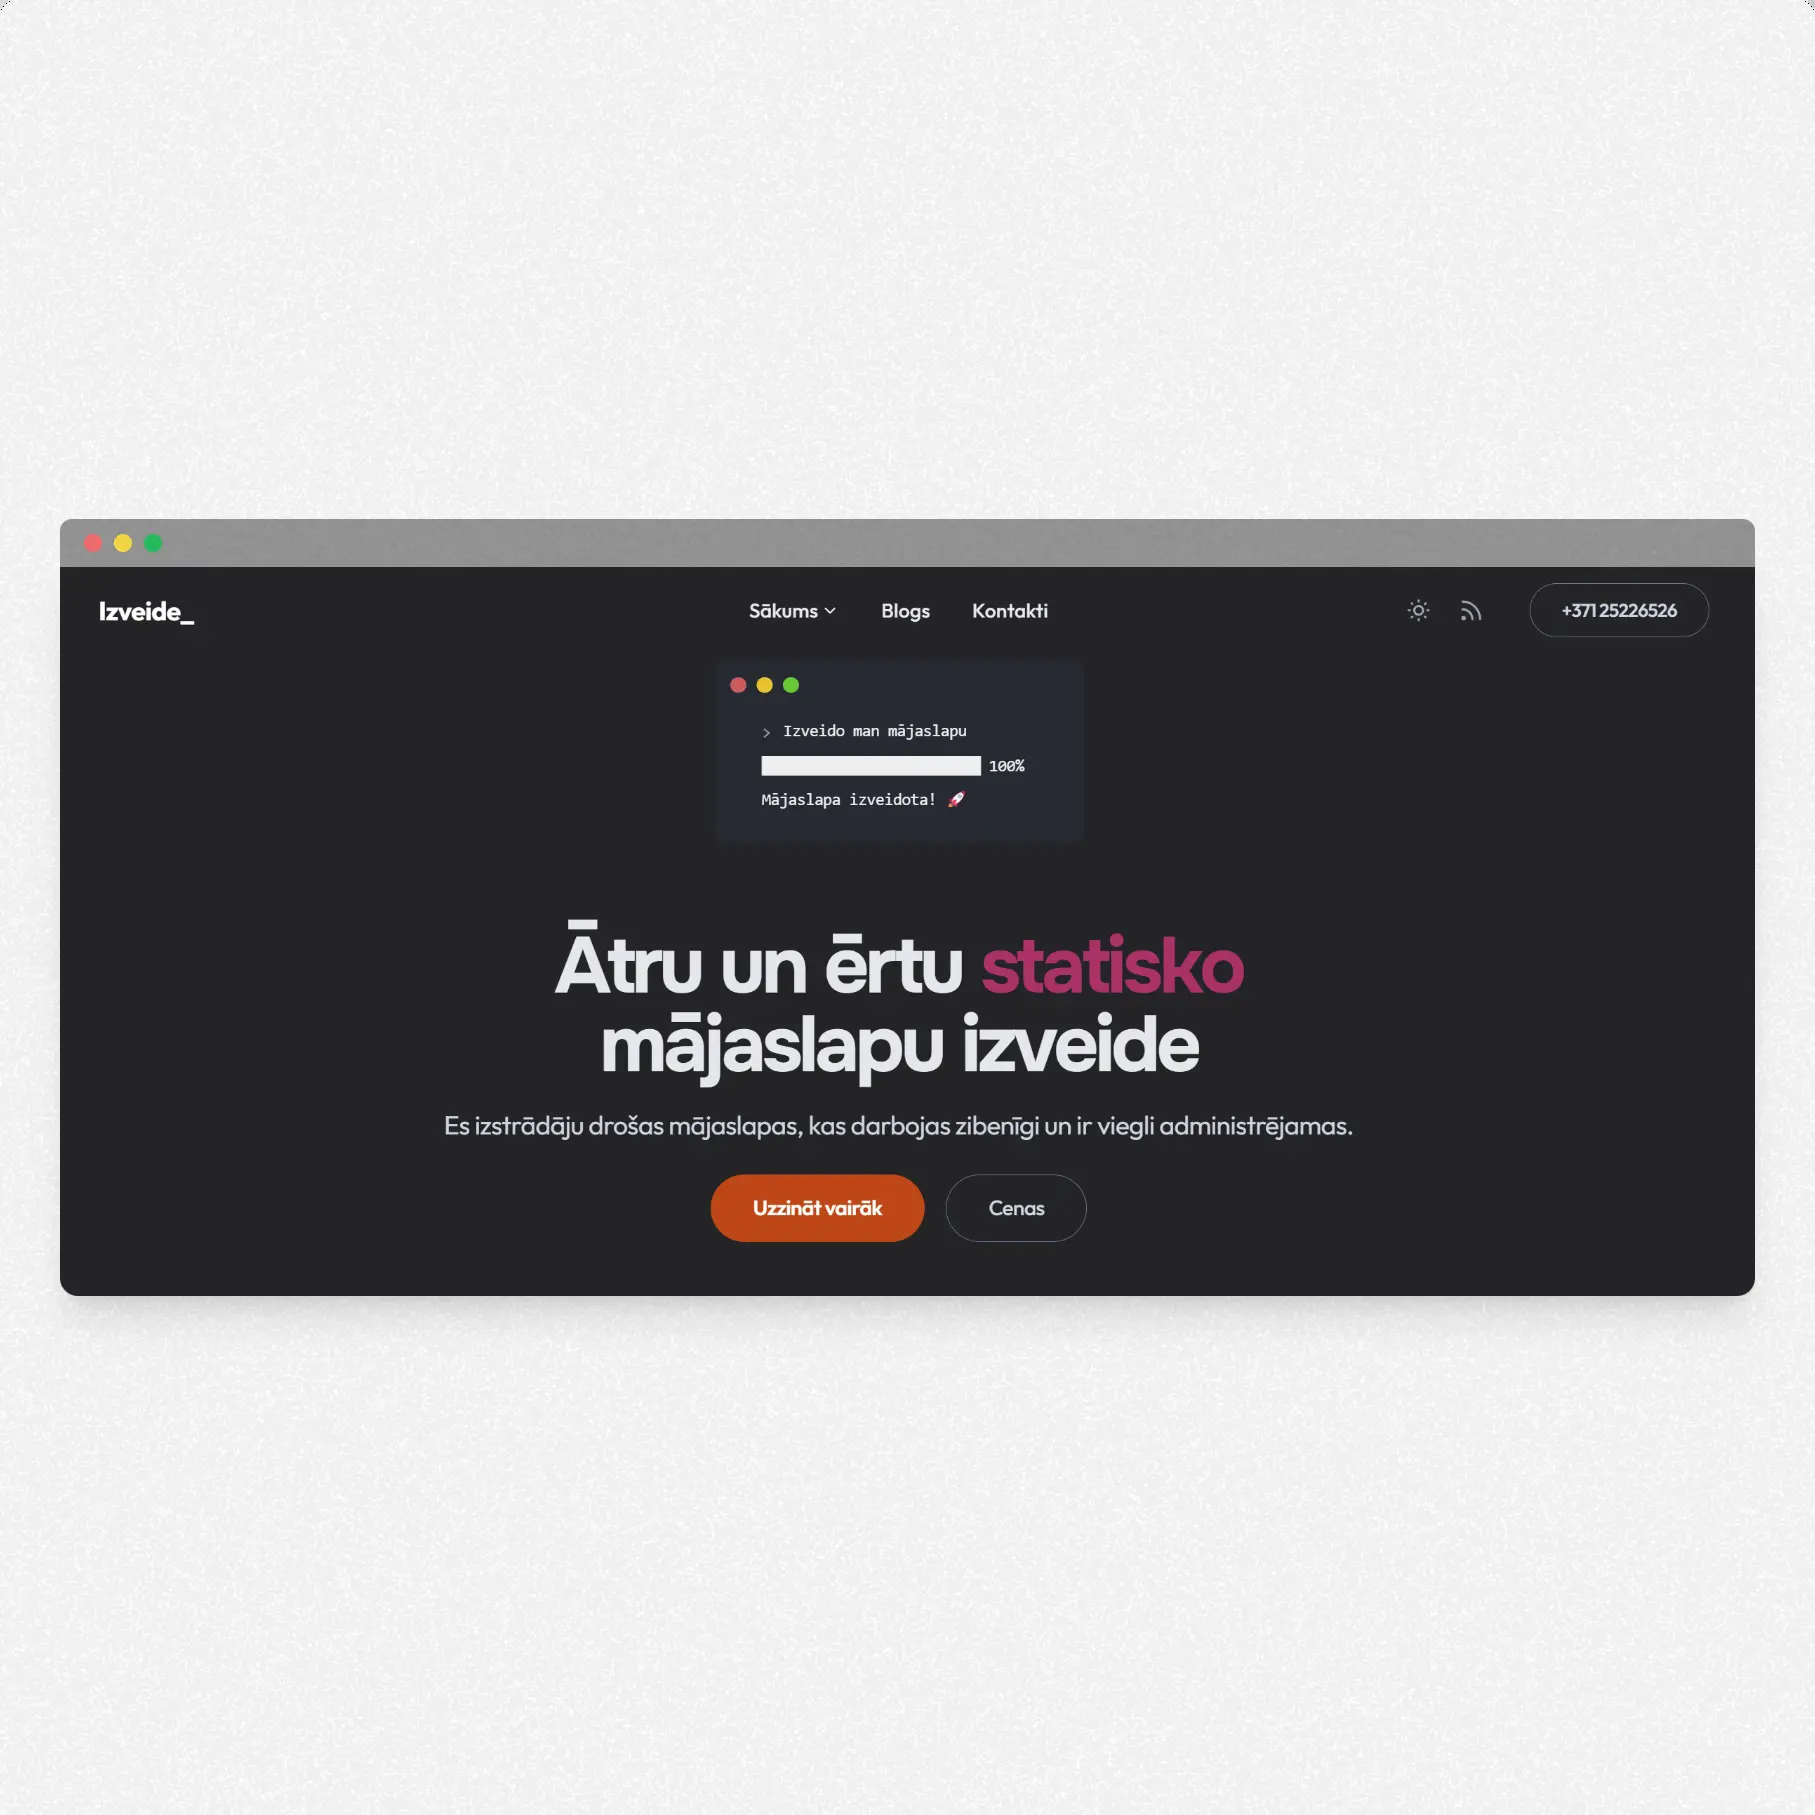 Izveide_
Sākums Blogs Kontakti
+371 25226526
> Izveido man mājaslapu
100%
Mājaslapa izveidota! 🚀
Ātru un ērtu statisko
mājaslapu izveide
Es izstrādāju drošas mājaslapas, kas darbojas zibenīgi un ir viegli administrējamas.
Uzzināt vairāk
Cenas